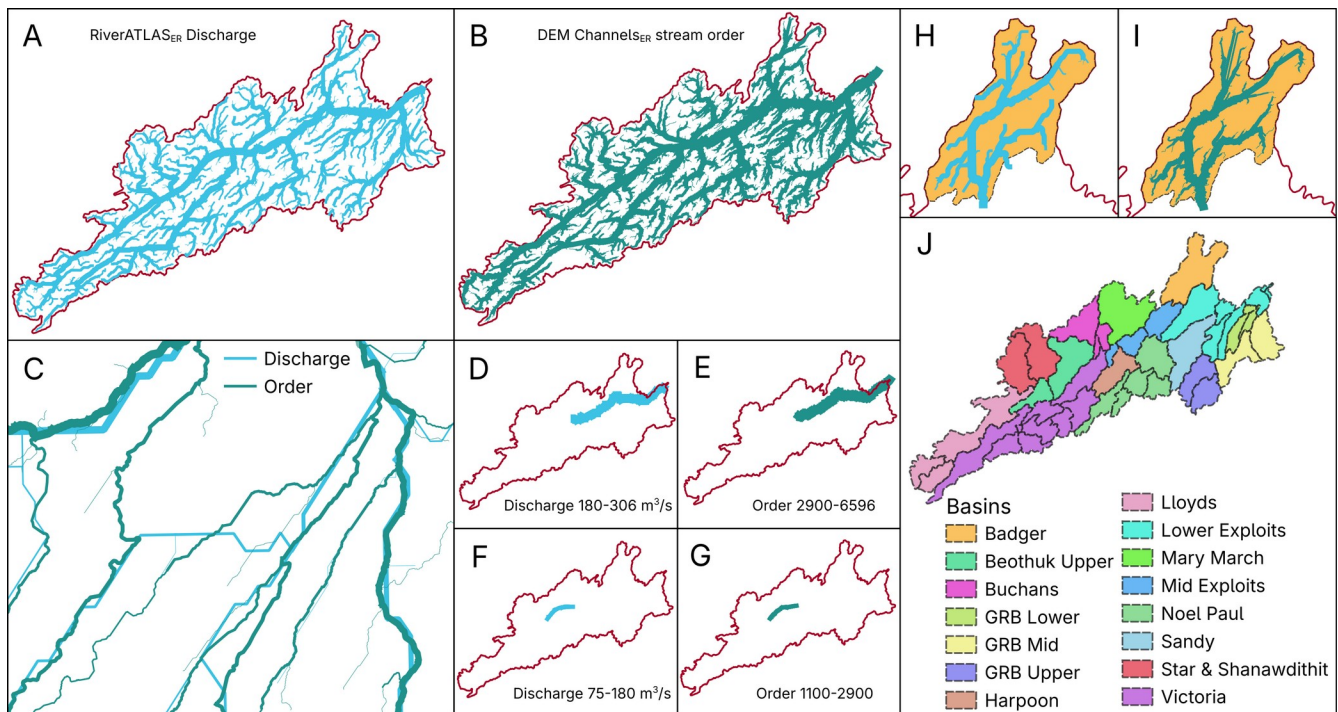 A
RiverATLAS_ER Discharge
B
DEM Channels_ER stream order
H
I
C
Discharge
Order
D
Discharge 180-306 m³/s
E
Order 2900-6596
F
Discharge 75-180 m³/s
G
Order 1100-2900
J
Basins
Badger
Beothuk Upper
Buchans
GRB Lower
GRB Mid
GRB Upper
Harpoon
Lloyds
Lower Exploits
Mary March
Mid Exploits
Noel Paul
Sandy
Star & Shanawdithit
Victoria